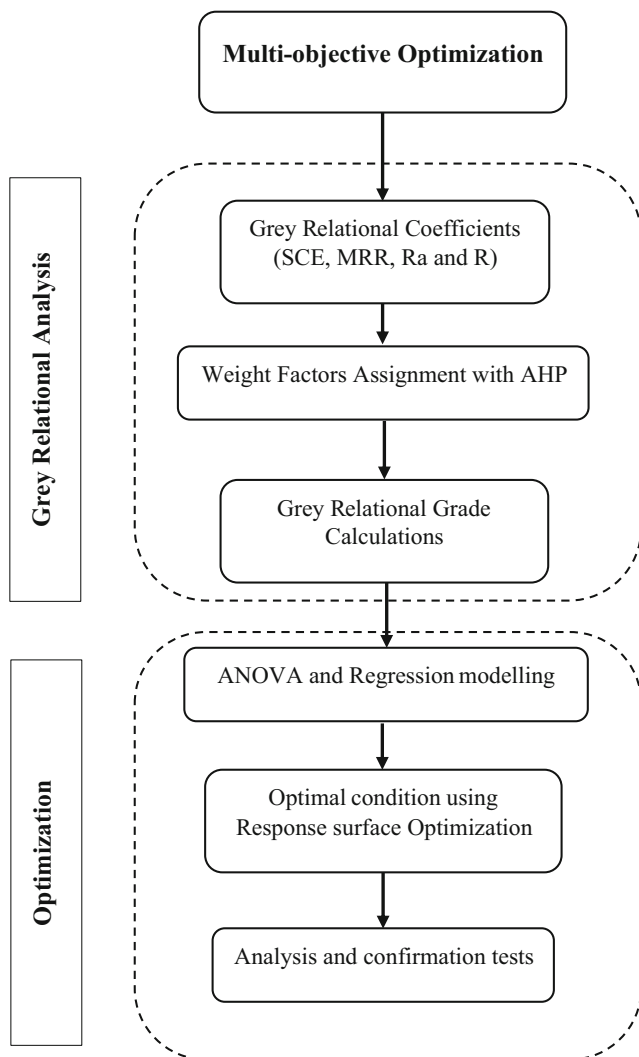 Multi-objective Optimization
Grey Relational Analysis
Grey Relational Coefficients
(SCE, MRR, Ra and R)
Weight Factors Assignment with AHP
Grey Relational Grade
Calculations
Optimization
ANOVA and Regression modelling
Optimal condition using
Response surface Optimization
Analysis and confirmation tests